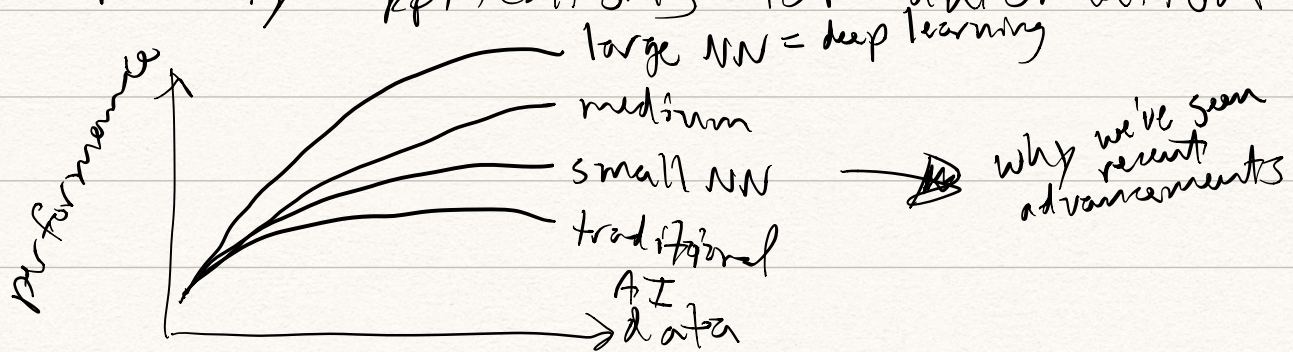 large NN = deep learning
performance
medium
why we've seen
recent
advancements
small NN
traditional
AI
data